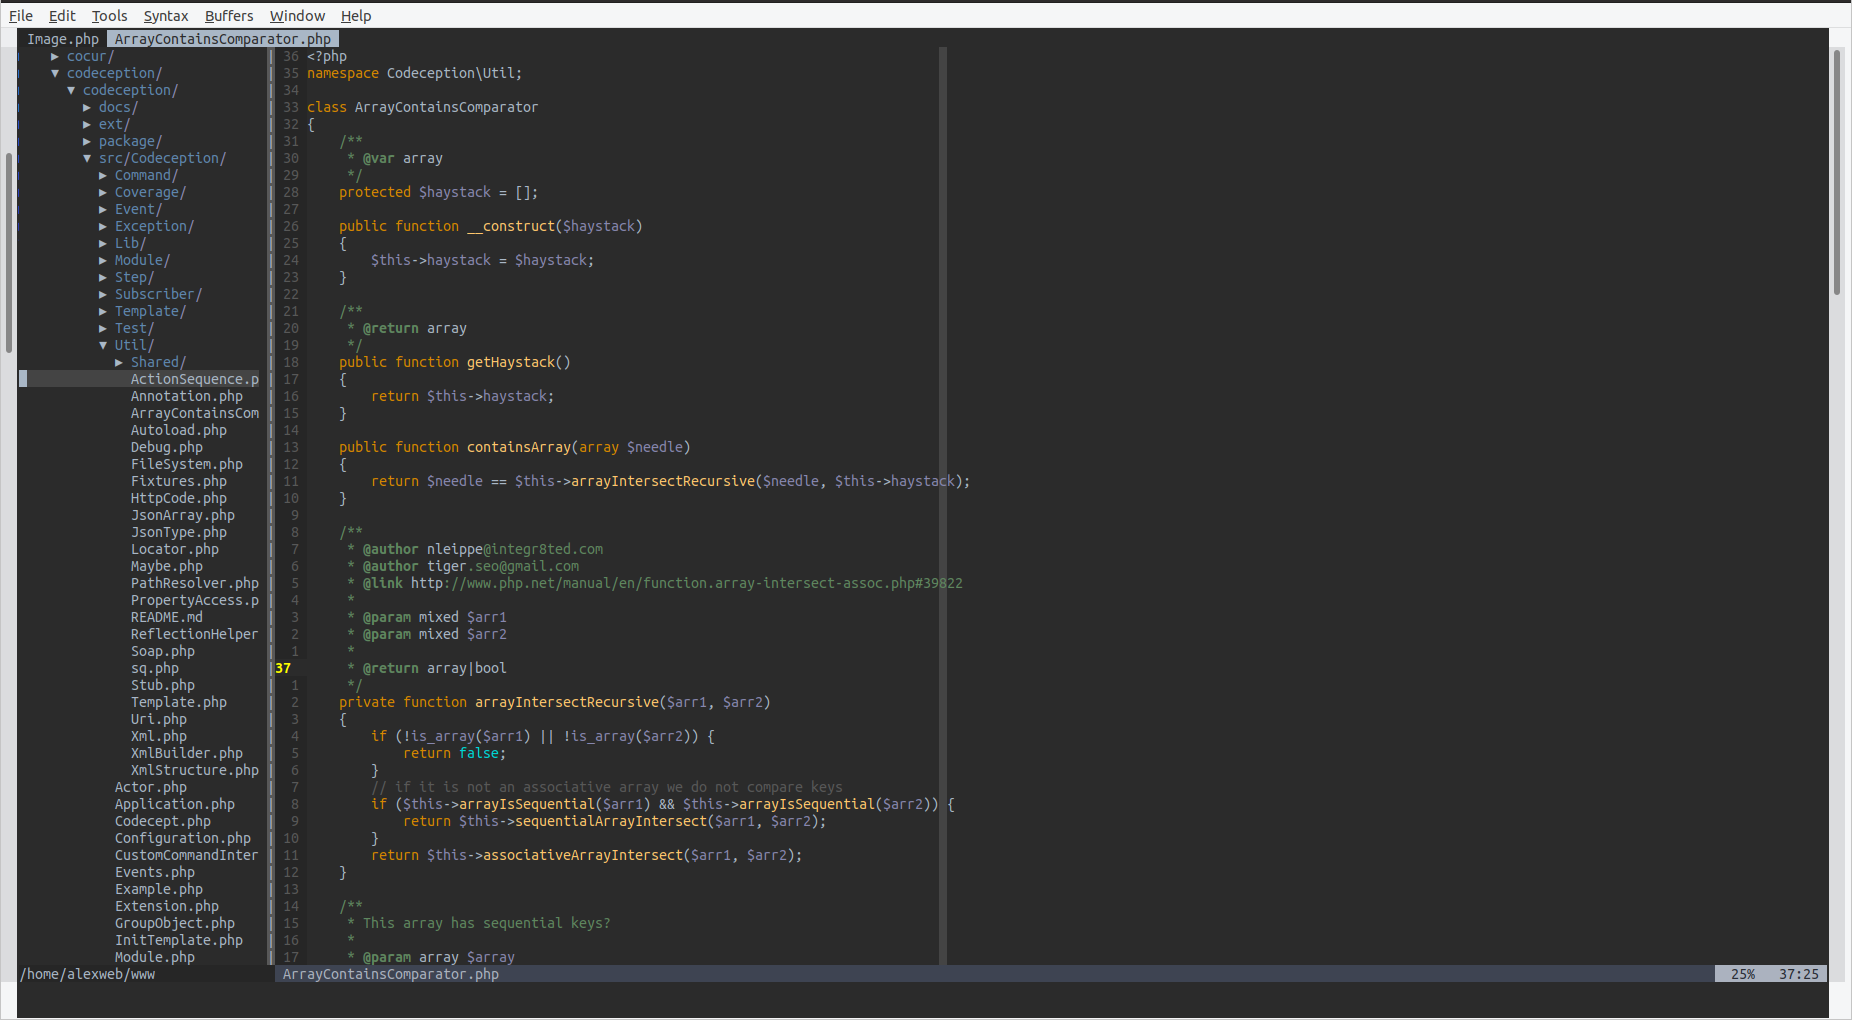 File Edit Tools Syntax Buffers Window Help
Image.php ArrayContainsComparator.php
▶ cocur/
▼ codeception/
▼ codeception/
▶ docs/
▶ ext/
▶ package/
▼ src/Codeception/
▶ Command/
▶ Coverage/
▶ Event/
▶ Exception/
▶ Lib/
▶ Module/
▶ Step/
▶ Subscriber/
▶ Template/
▶ Test/
▼ Util/
▶ Shared/
ActionSequence.p
Annotation.php
ArrayContainsCom
Autoload.php
Debug.php
FileSystem.php
Fixtures.php
HttpCode.php
JsonArray.php
JsonType.php
Locator.php
Maybe.php
PathResolver.php
PropertyAccess.p
README.md
ReflectionHelper
Soap.php
sq.php
Stub.php
Template.php
Uri.php
Xml.php
XmlBuilder.php
XmlStructure.php
Actor.php
Application.php
Codecept.php
Configuration.php
CustomCommandInter
Events.php
Example.php
Extension.php
GroupObject.php
InitTemplate.php
Module.php
/home/alexweb/www
36 <?php
35 namespace Codeception\Util;
34
33 class ArrayContainsComparator
32 {
31     /**
30      * @var array
29      */
28     protected $haystack = [];
27
26     public function __construct($haystack)
25     {
24         $this->haystack = $haystack;
23     }
22
21     /**
20      * @return array
19      */
18     public function getHaystack()
17     {
16         return $this->haystack;
15     }
14
13     public function containsArray(array $needle)
12     {
11         return $needle == $this->arrayIntersectRecursive($needle, $this->haystack);
10     }
9
8     /**
7      * @author nleippe@integr8ted.com
6      * @author tiger.seo@gmail.com
5      * @link http://www.php.net/manual/en/function.array-intersect-assoc.php#39822
4      *
3      * @param mixed $arr1
2      * @param mixed $arr2
1      *
37      * @return array|bool
1      */
2     private function arrayIntersectRecursive($arr1, $arr2)
3     {
4         if (!is_array($arr1) || !is_array($arr2)) {
5             return false;
6         }
7         // if it is not an associative array we do not compare keys
8         if ($this->arrayIsSequential($arr1) && $this->arrayIsSequential($arr2)) {
9             return $this->sequentialArrayIntersect($arr1, $arr2);
10         }
11         return $this->associativeArrayIntersect($arr1, $arr2);
12     }
13
14     /**
15      * This array has sequential keys?
16      *
17      * @param array $array
ArrayContainsComparator.php 25% 37:25